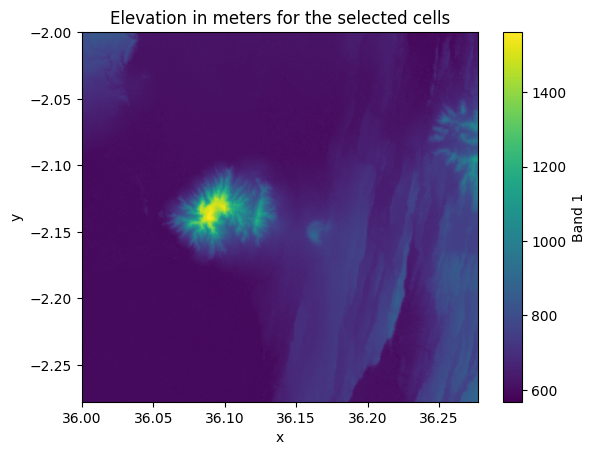 Elevation in meters for the selected cells
−2.00
−2.05
−2.10
−2.15
−2.20
−2.25
y
36.00 36.05 36.10 36.15 36.20 36.25
x
1400
1200
1000
800
600
Band 1